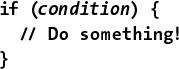 if (condition) {
  // Do something!
}